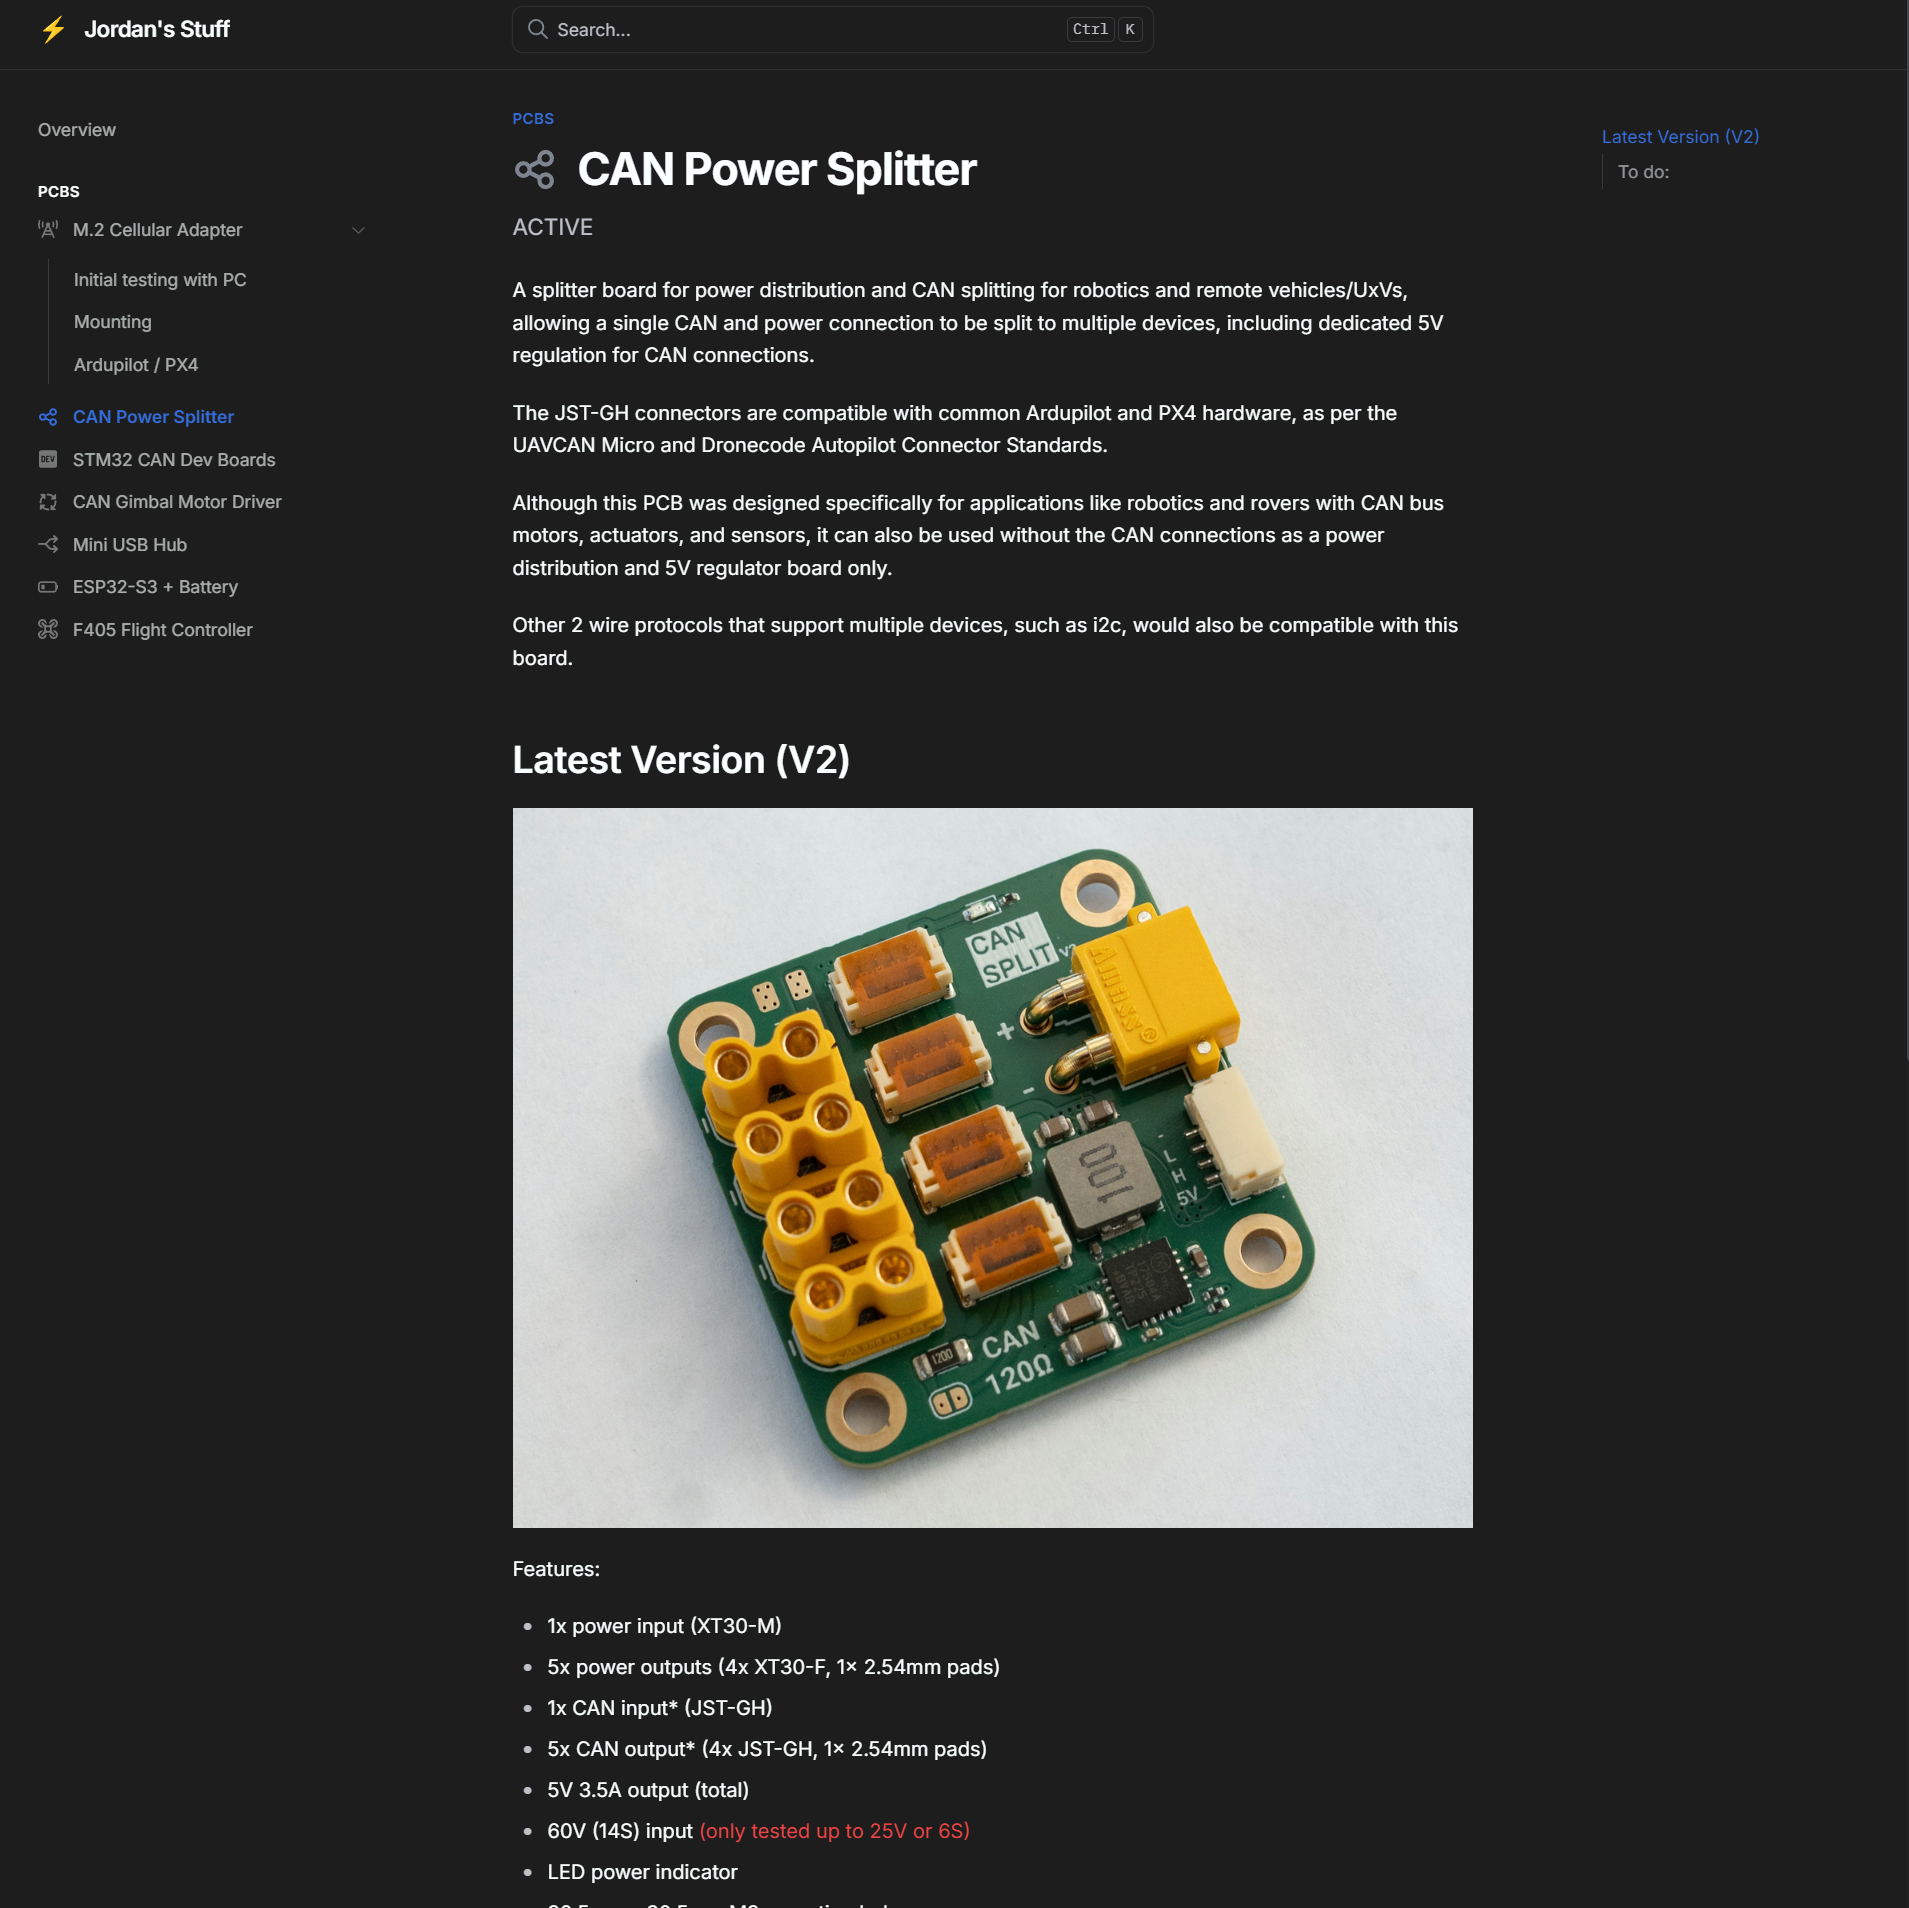 Jordan's Stuff
Search...
Ctrl K
Overview
PCBS
M.2 Cellular Adapter
Initial testing with PC
Mounting
Ardupilot / PX4
CAN Power Splitter
DEV
STM32 CAN Dev Boards
CAN Gimbal Motor Driver
Mini USB Hub
ESP32-S3 + Battery
F405 Flight Controller
PCBS
CAN Power Splitter
ACTIVE
A splitter board for power distribution and CAN splitting for robotics and remote vehicles/UxVs,
allowing a single CAN and power connection to be split to multiple devices, including dedicated 5V
regulation for CAN connections.
The JST-GH connectors are compatible with common Ardupilot and PX4 hardware, as per the
UAVCAN Micro and Dronecode Autopilot Connector Standards.
Although this PCB was designed specifically for applications like robotics and rovers with CAN bus
motors, actuators, and sensors, it can also be used without the CAN connections as a power
distribution and 5V regulator board only.
Other 2 wire protocols that support multiple devices, such as i2c, would also be compatible with this
board.
Latest Version (V2)
CAN
SPLIT
+
-
100
-
L
H
5V
CAN
120Ω
Features:
1x power input (XT30-M)
5x power outputs (4x XT30-F, 1× 2.54mm pads)
1x CAN input* (JST-GH)
5x CAN output* (4x JST-GH, 1× 2.54mm pads)
5V 3.5A output (total)
60V (14S) input (only tested up to 25V or 6S)
LED power indicator
Latest Version (V2)
To do: